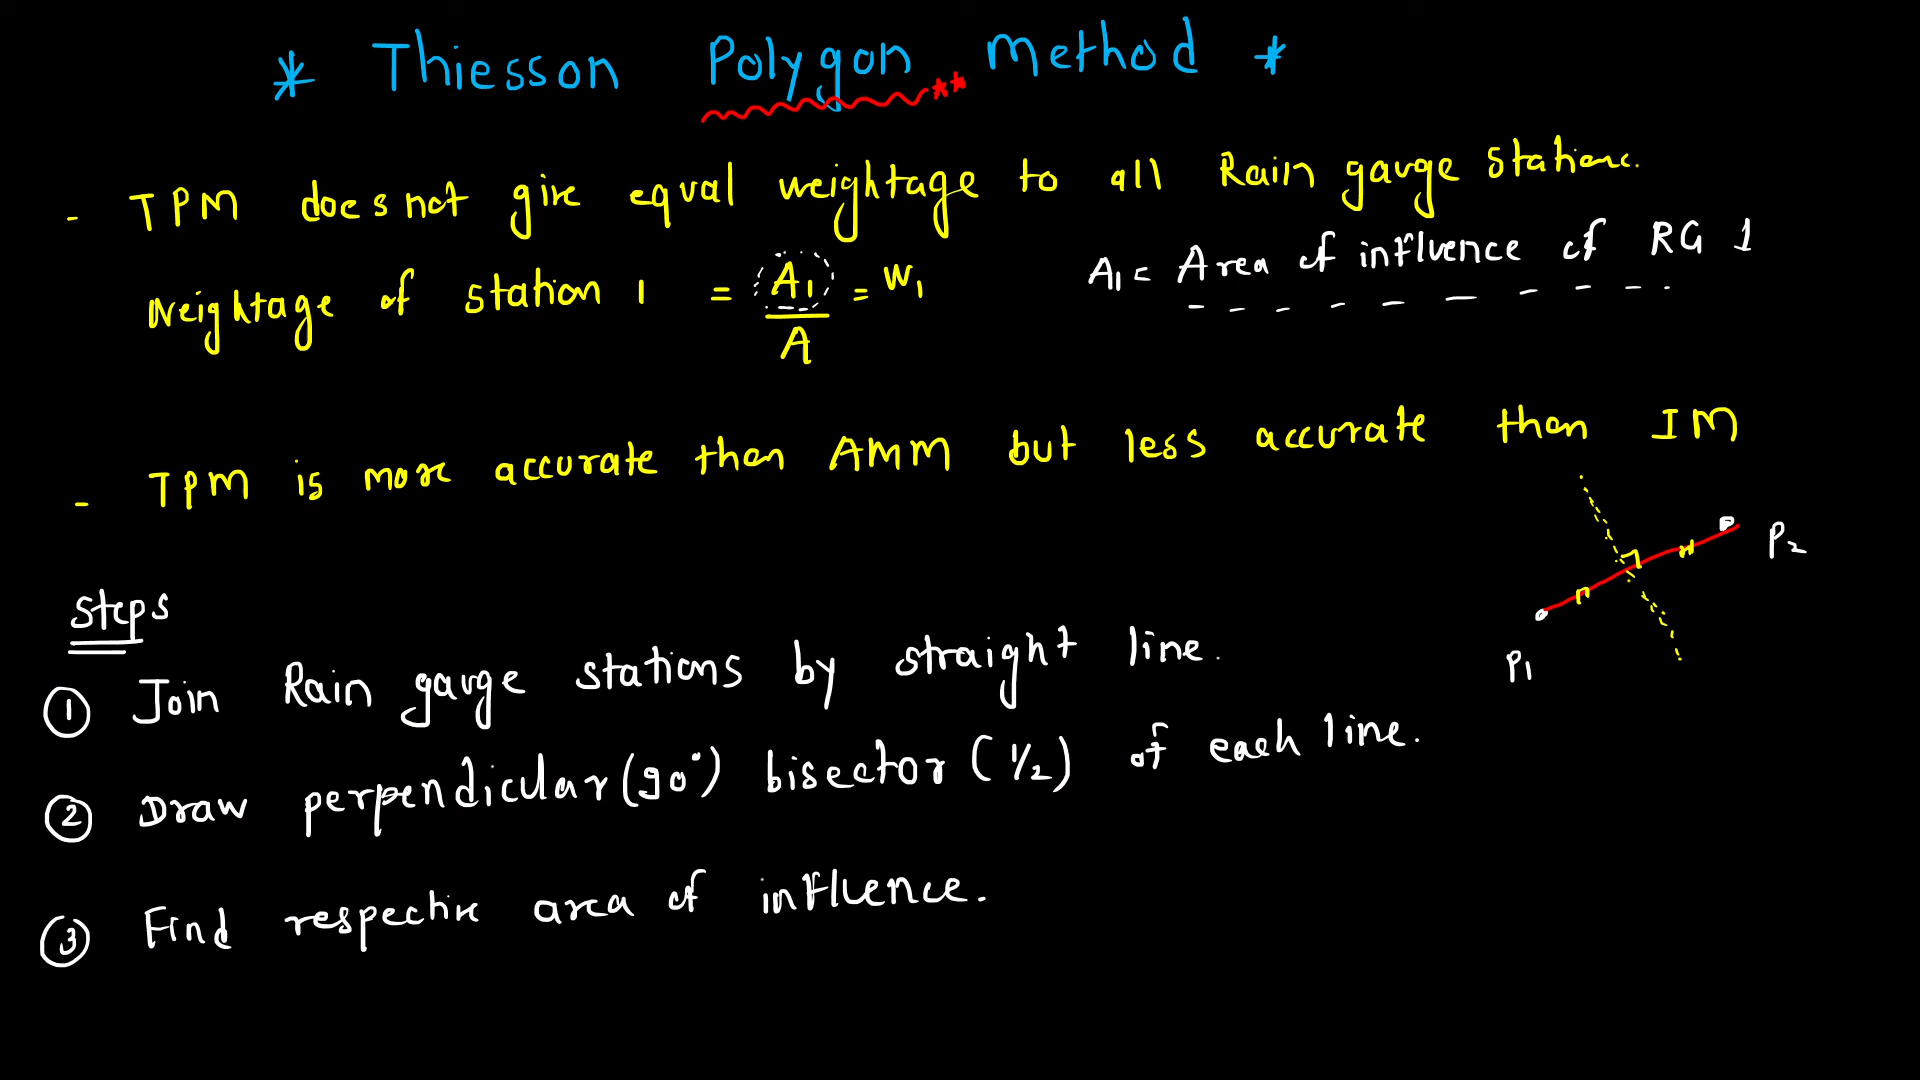 * Thiesson Polygon Method *
**
- TPM does not give equal weightage to all Rain gauge stations.
Weightage of station 1 = A1/A = W1
A1 = Area of influence of RG 1
- TPM is more accurate than AMM but less accurate than IM
P2
P1
Steps
① Join Rain gauge stations by straight line.
② Draw perpendicular (90°) bisector (1/2) of each line.
③ Find respective area of influence.